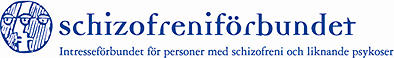 schizofreniförbundet
Intresseförbundet för personer med schizofreni och liknande psykoser